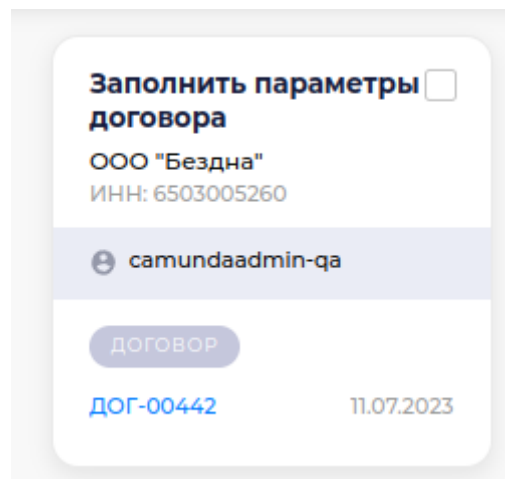 Заполнить параметры
договора
ООО "Бездна"
ИНН: 6503005260
camundaadmin-qa
ДОГОВОР
ДОГ-00442 11.07.2023